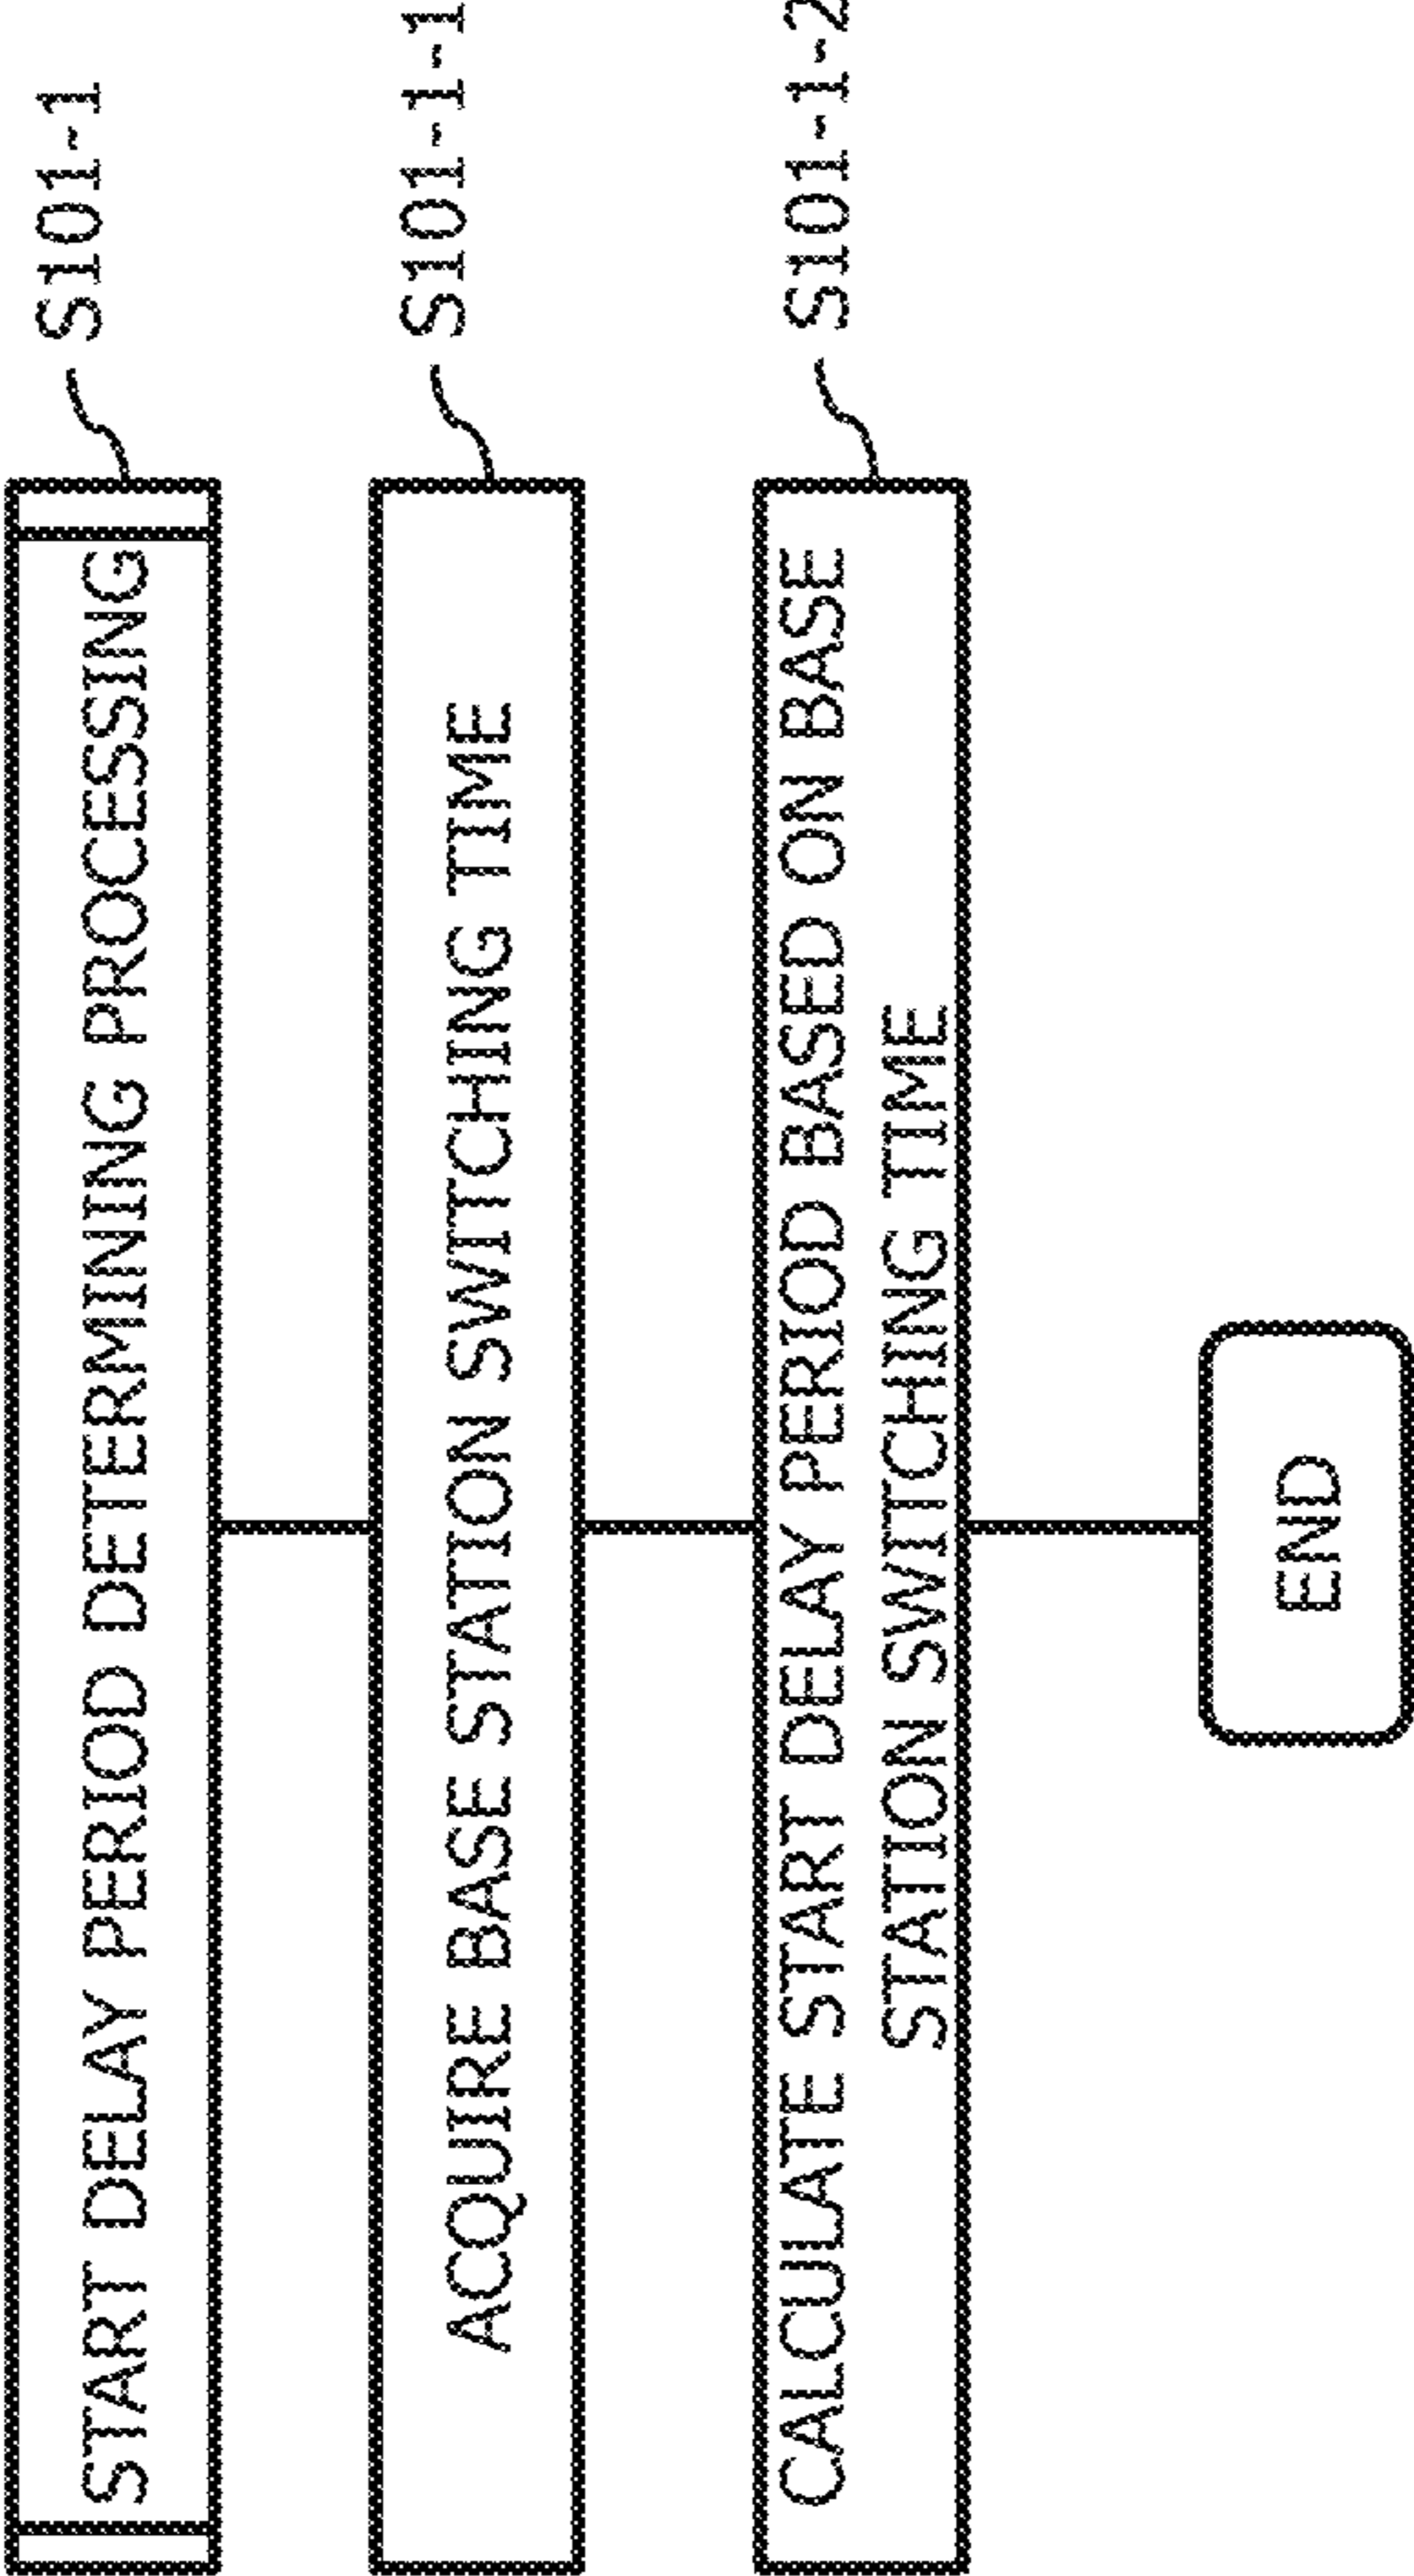 START DELAY PERIOD DETERMINING PROCESSING
S101-1
ACQUIRE BASE STATION SWITCHING TIME
S101-1-1
CALCULATE START DELAY PERIOD BASED ON BASE
STATION SWITCHING TIME
S101-1-2
END